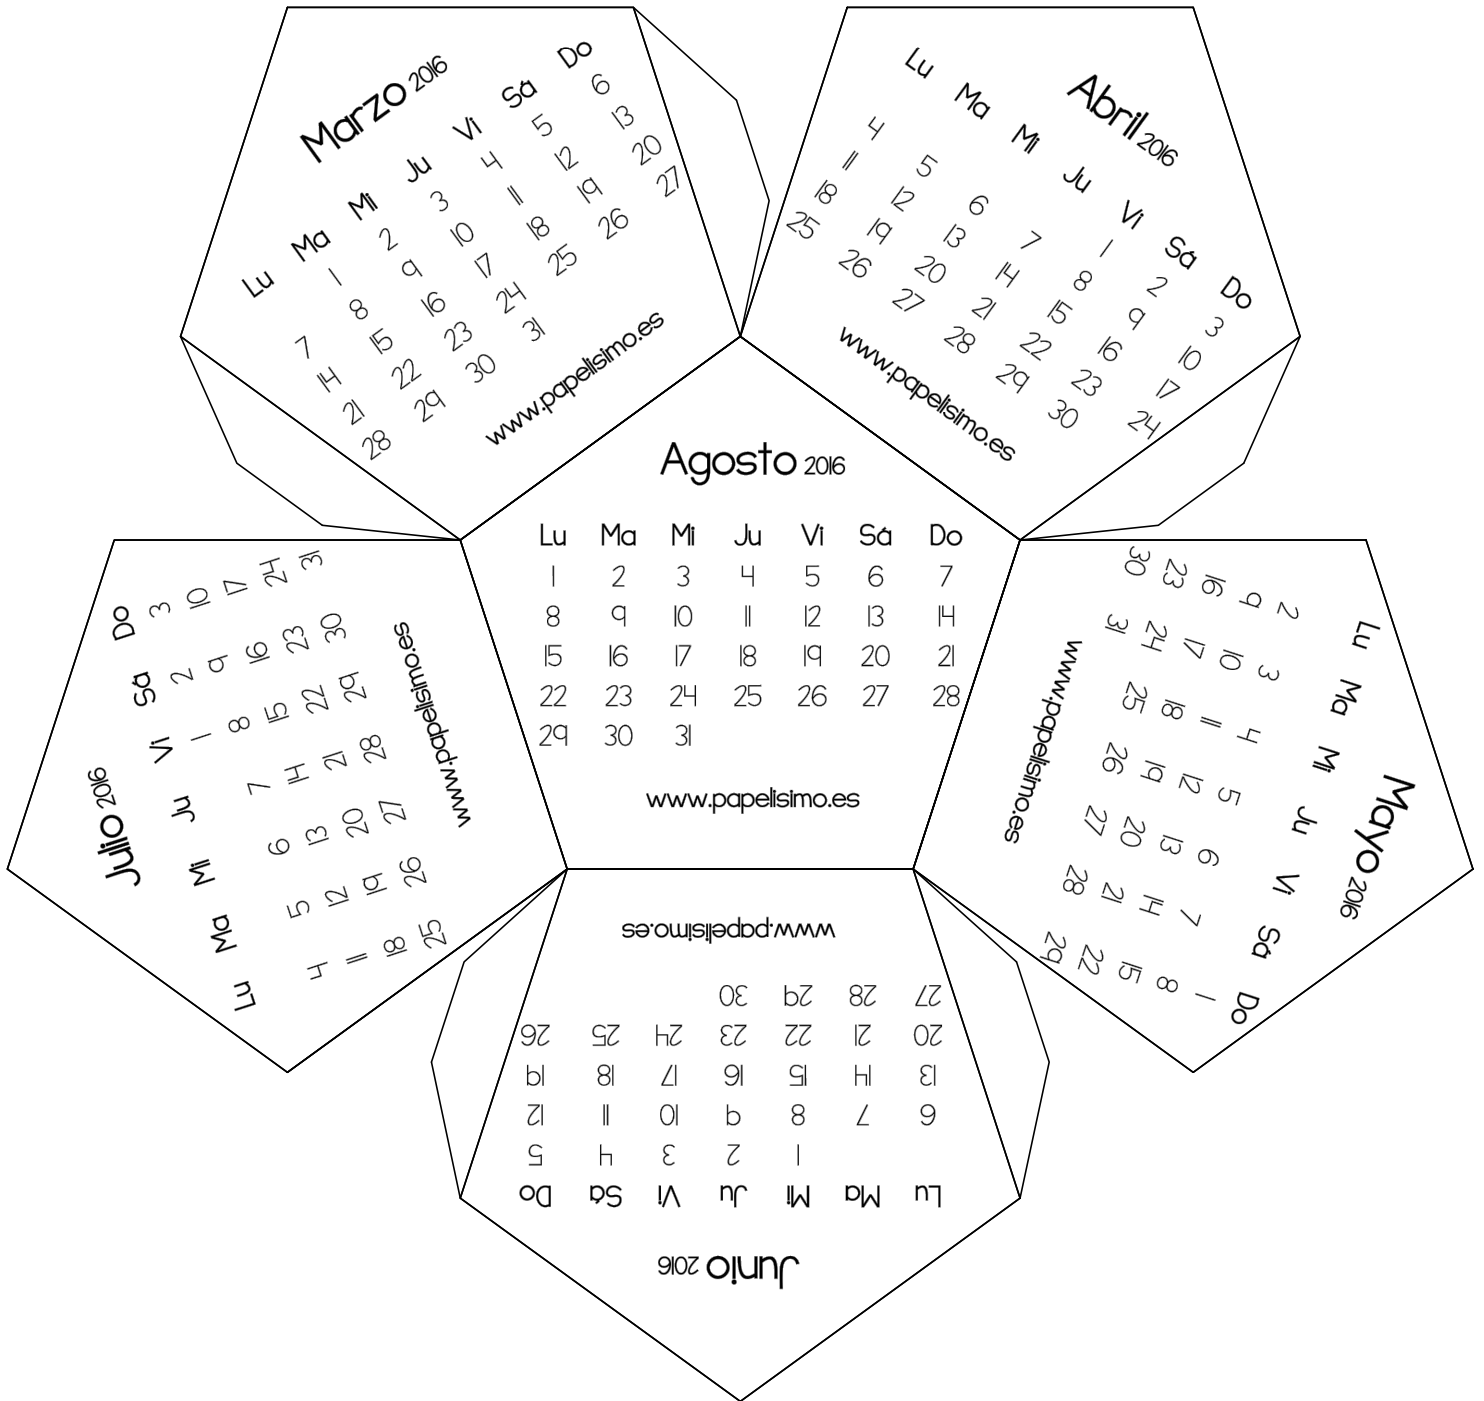 Marzo 2016
Lu Ma Mi Ju Vi Sá Do
1 2 3 4 5 6
7 8 9 10 11 12 13
14 15 16 17 18 19 20
21 22 23 24 25 26 27
28 29 30 31
www.papelisimo.es
Abril 2016
Lu Ma Mi Ju Vi Sá Do
1 2 3
4 5 6 7 8 9 10
11 12 13 14 15 16 17
18 19 20 21 22 23 24
25 26 27 28 29 30
www.papelisimo.es
Agosto 2016
Lu Ma Mi Ju Vi Sá Do
1 2 3 4 5 6 7
8 9 10 11 12 13 14
15 16 17 18 19 20 21
22 23 24 25 26 27 28
29 30 31
www.papelisimo.es
Julio 2016
Lu Ma Mi Ju Vi Sá Do
1 2 3
4 5 6 7 8 9 10
11 12 13 14 15 16 17
18 19 20 21 22 23 24
25 26 27 28 29 30 31
www.papelisimo.es
Mayo 2016
Lu Ma Mi Ju Vi Sá Do
1
2 3 4 5 6 7 8
9 10 11 12 13 14 15
16 17 18 19 20 21 22
23 24 25 26 27 28 29
30 31
www.papelisimo.es
Junio 2016
Lu Ma Mi Ju Vi Sá Do
1 2 3 4 5
6 7 8 9 10 11 12
13 14 15 16 17 18 19
20 21 22 23 24 25 26
27 28 29 30
www.papelisimo.es